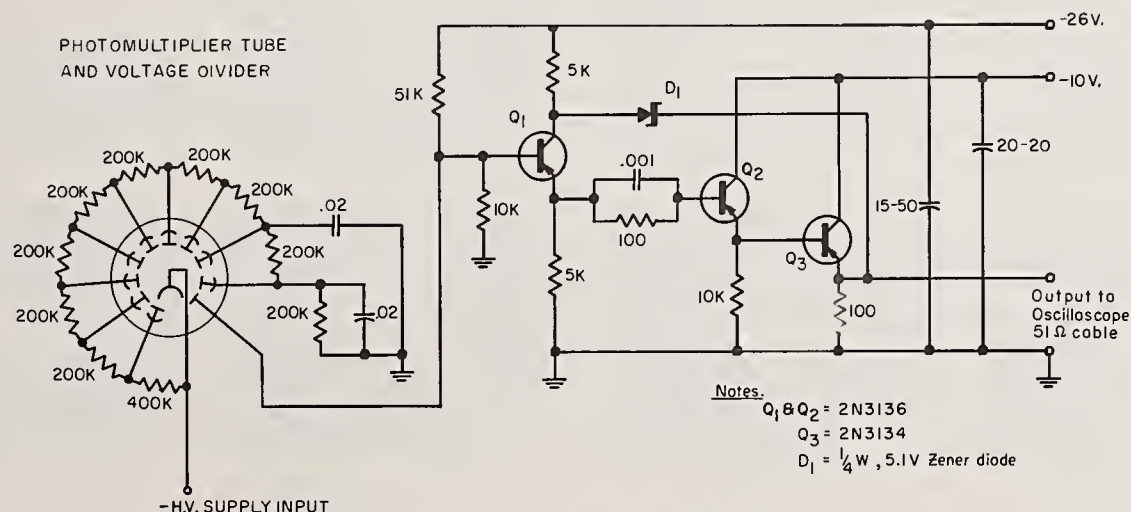 PHOTOMULTIPLIER TUBE
AND VOLTAGE OIVIDER
200K
200K
200K
200K
200K
200K
200K
200K
400K
200K
.02
.02
-H.V. SUPPLY INPUT
51K
10K
5K
Q1
5K
D1
.001
100
Q2
10K
Q3
100
15-50
20-20
-26V.
-10V.
Output to
Oscilloscope
51Ω cable
Notes.
Q1 & Q2 = 2N3136
Q3 = 2N3134
D1 = 1/4 W, 5.1V Zener diode